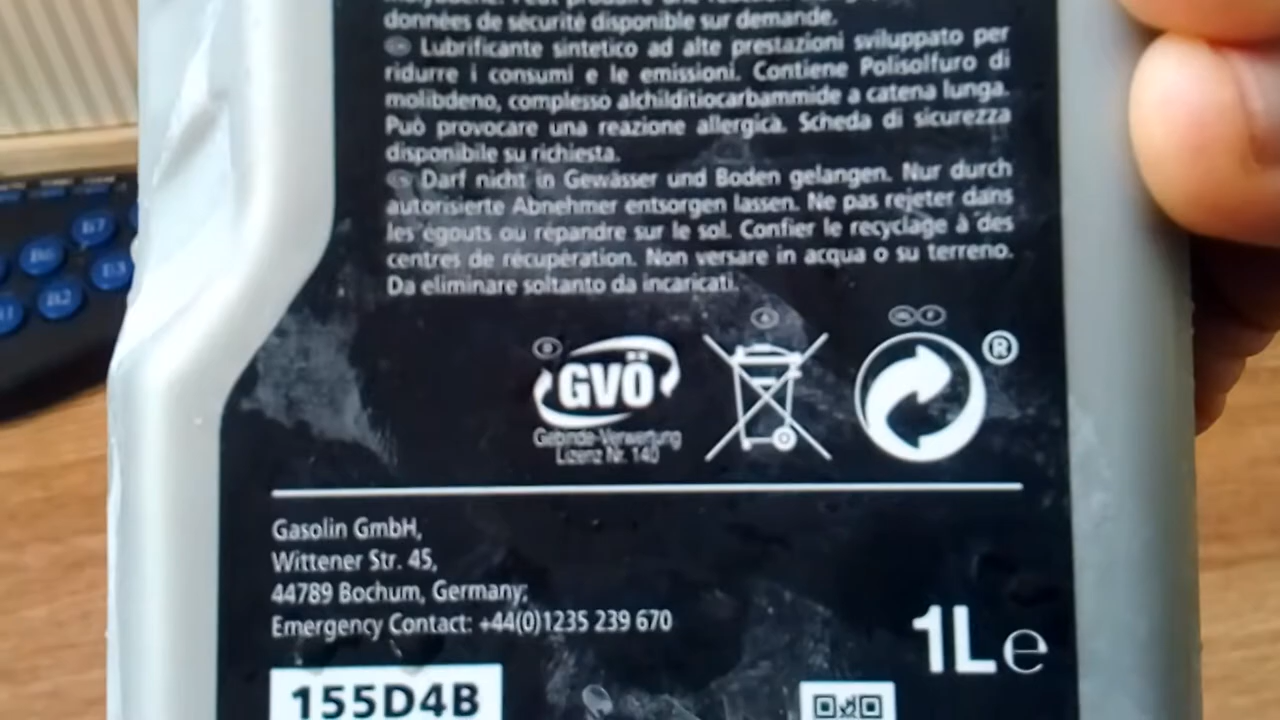 données de sécurité disponible sur demande.
Lubrificante sintetico ad alte prestazioni sviluppato per
ridurre i consumi e le emissioni. Contiene Polisolfuro di
molibdeno, complesso alchilditiocarbammide a catena lunga.
Può provocare una reazione allergica. Scheda di sicurezza
disponibile su richiesta.
Darf nicht in Gewässer und Boden gelangen. Nur durch
autorisierte Abnehmer entsorgen lassen. Ne pas rejeter dans
les égouts ou répandre sur le sol. Confier le recyclage à des
centres de récupération. Non versare in acqua o su terreno.
Da eliminare soltanto da incaricati.
GVÖ
Gebinde-Verwertung
Lizenz Nr. 140
®
Gasolin GmbH,
Wittener Str. 45,
44789 Bochum, Germany;
Emergency Contact: +44(0)1235 239 670
1L e
155D4B
B7
B6
B3
B2